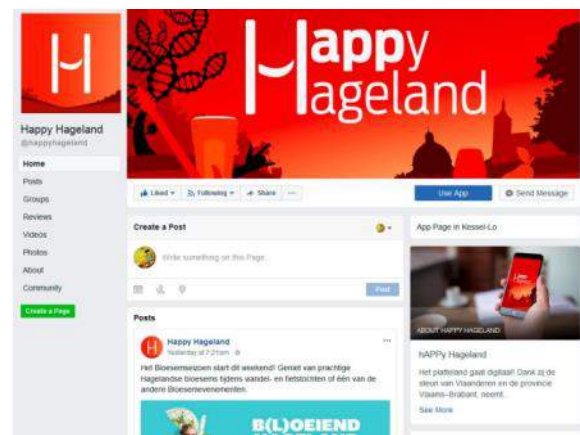 Happy
Hageland
Happy Hageland
@happyhageland
Home
Posts
Groups
Reviews
Videos
Photos
About
Community
Create a Page
Liked
Following
Share
Use App
Send Message
Create a Post
Write something on this Page...
Post
Posts
Happy Hageland
Yesterday at 7:21am
Het Bloesemseizoen start dit weekend! Geniet van prachtige
Hagelandse bloesems tijdens wandel- en fietstochten of één van de
andere Bloesemevenementen.
B(L)OEIEND
HAGELAND
App Page in Kessel-Lo
Happy
ABOUT HAPPY HAGELAND
hAPPy Hageland
Het platteland gaat digitaal! Dank zij de
steun van Vlaanderen en de provincie
Vlaams–Brabant, neemt...
See More